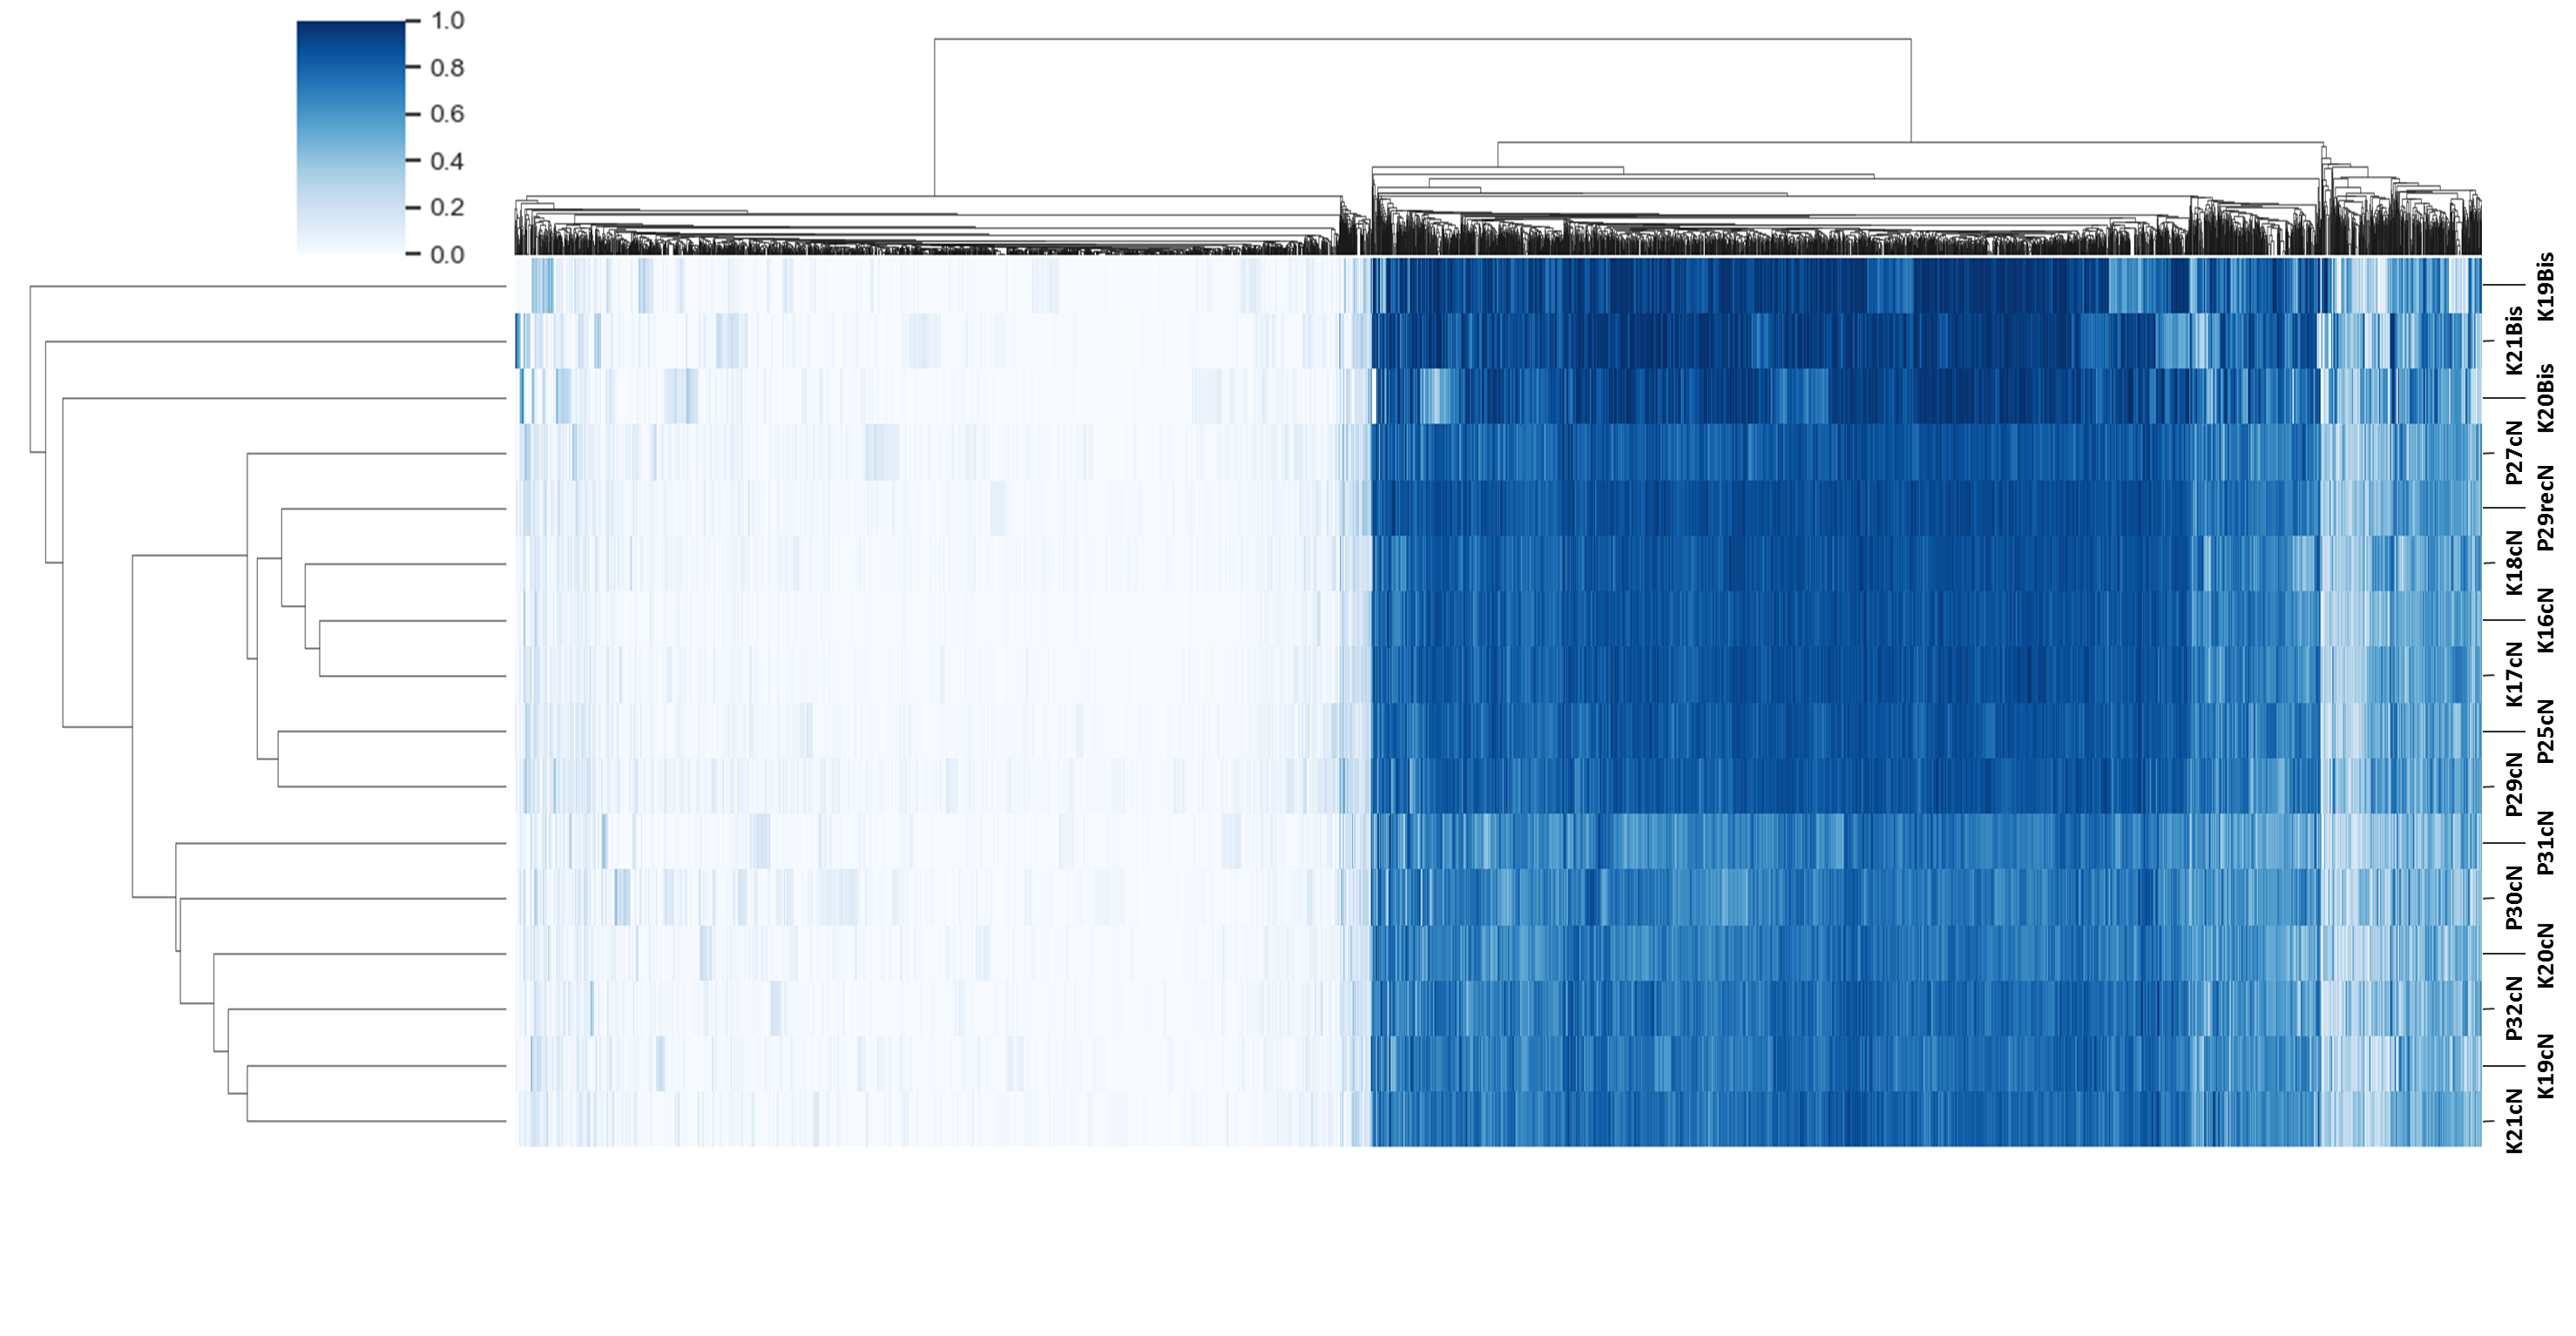 1.0
0.8
0.6
0.4
0.2
0.0
K19Bis
K21Bis
K20Bis
P27cN
P29recN
K18cN
K16cN
K17cN
P25cN
P29cN
P31cN
P30cN
K20cN
P32cN
K19cN
K21cN